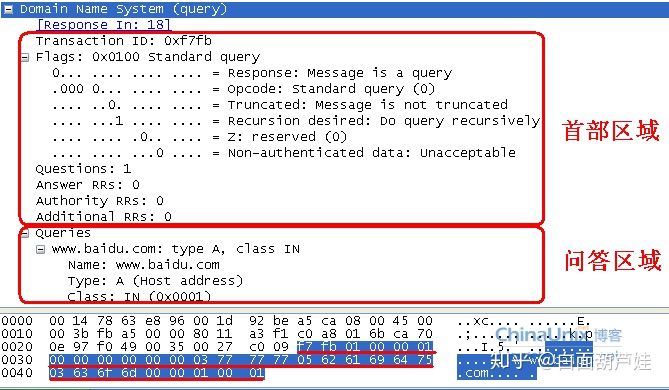 Domain Name System (query)
[Response In: 18]
Transaction ID: 0xf7fb
Flags: 0x0100 Standard query
0... .... .... .... = Response: Message is a query
.000 0... .... .... = Opcode: Standard query (0)
.... ..0. .... .... = Truncated: Message is not truncated
.... ...1 .... .... = Recursion desired: Do query recursively
.... .... .0.. .... = Z: reserved (0)
.... .... ...0 .... = Non-authenticated data: Unacceptable
首部区域
Questions: 1
Answer RRs: 0
Authority RRs: 0
Additional RRs: 0
Queries
www.baidu.com: type A, class IN
Name: www.baidu.com
Type: A (Host address)
Class: IN (0x0001)
问答区域
0000 00 14 78 63 e8 96 00 1d 92 be a5 ca 08 00 45 00 ..xc.... ......E.
0010 00 3b fb a5 00 00 80 11 a3 f1 c0 a8 01 6b ca 70
0020 0e 97 f0 49 00 35 00 27 c0 09 f7 fb 01 00 00 01
0030 00 00 00 00 00 00 03 77 77 77 05 62 61 69 64 75
0040 03 63 6f 6d 00 00 01 00 01 .com.... .
ChinaUnix博客
知乎 @白面葫芦娃